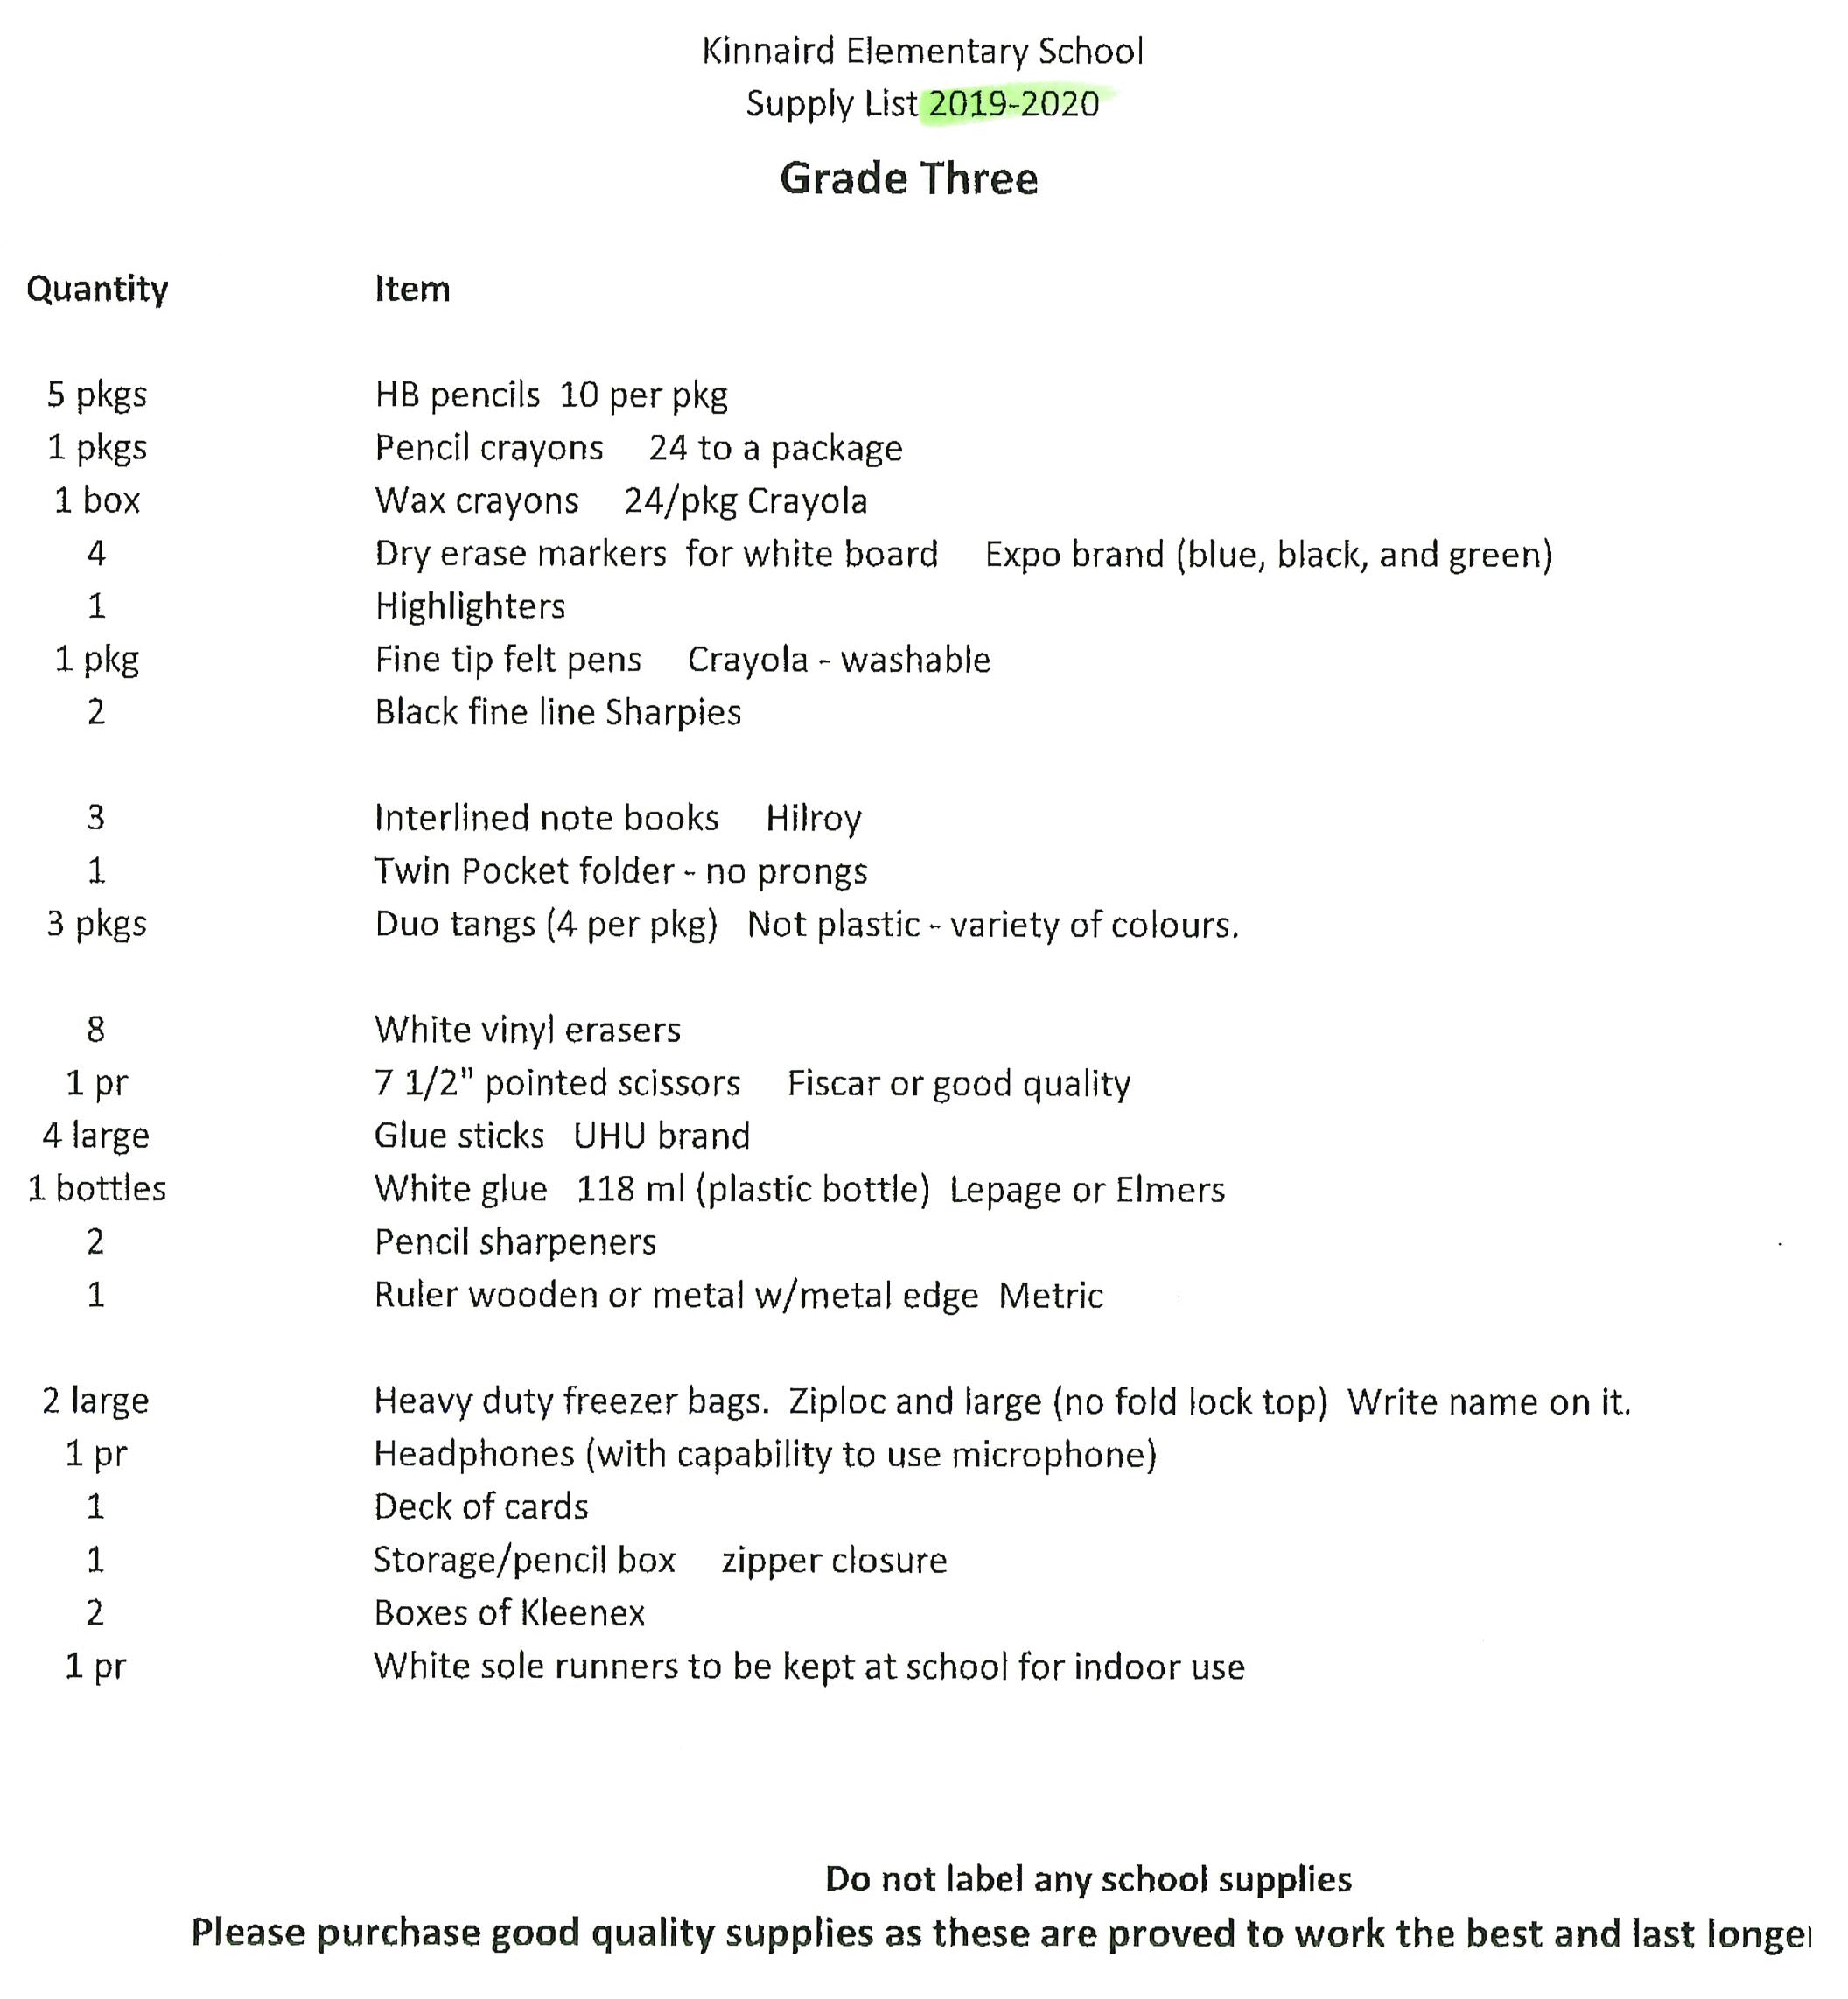 Kinnaird Elementary School
Supply List 2019-2020
Grade Three
Quantity Item
5 pkgs HB pencils 10 per pkg
1 pkgs Pencil crayons 24 to a package
1 box Wax crayons 24/pkg Crayola
4 Dry erase markers for white board Expo brand (blue, black, and green)
1 Highlighters
1 pkg Fine tip felt pens Crayola - washable
2 Black fine line Sharpies
3 Interlined note books Hilroy
1 Twin Pocket folder - no prongs
3 pkgs Duo tangs (4 per pkg) Not plastic - variety of colours.
8 White vinyl erasers
1 pr 7 1/2" pointed scissors Fiscar or good quality
4 large Glue sticks UHU brand
1 bottles White glue 118 ml (plastic bottle) Lepage or Elmers
2 Pencil sharpeners
1 Ruler wooden or metal w/metal edge Metric
2 large Heavy duty freezer bags. Ziploc and large (no fold lock top) Write name on it.
1 pr Headphones (with capability to use microphone)
1 Deck of cards
1 Storage/pencil box zipper closure
2 Boxes of Kleenex
1 pr White sole runners to be kept at school for indoor use
Do not label any school supplies
Please purchase good quality supplies as these are proved to work the best and last longer